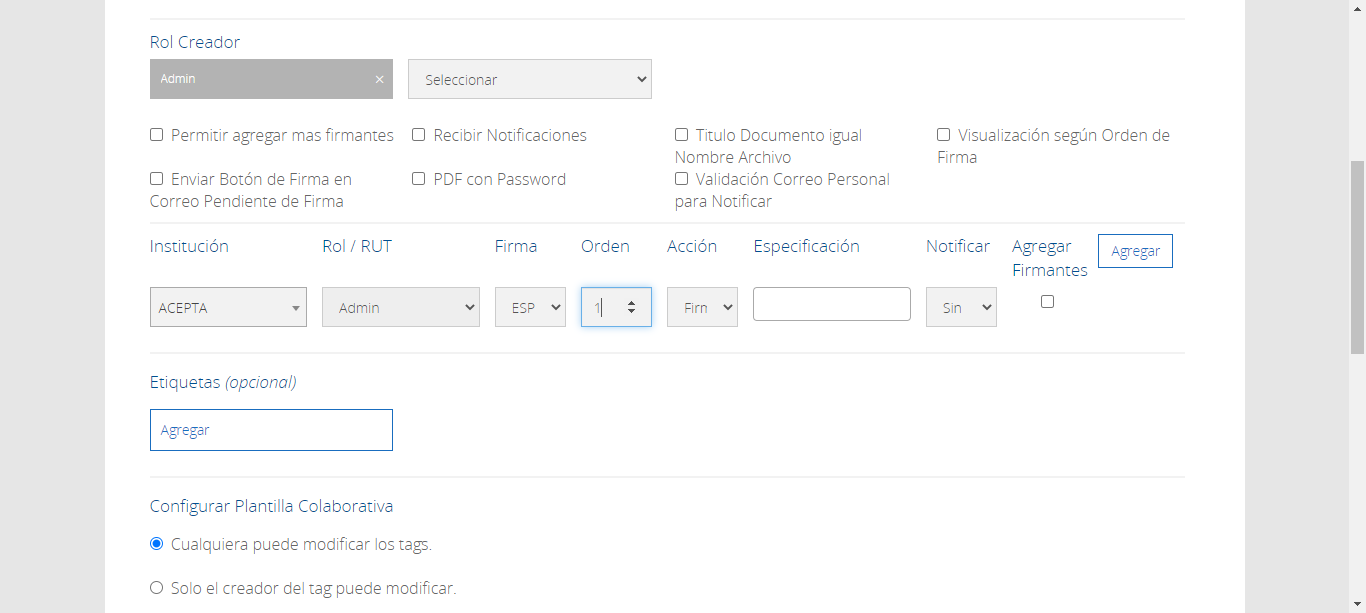 Rol Creador
Admin ×
Seleccionar
Permitir agregar mas firmantes
Recibir Notificaciones
Titulo Documento igual
Nombre Archivo
Visualización según Orden de
Firma
Enviar Botón de Firma en
Correo Pendiente de Firma
PDF con Password
Validación Correo Personal
para Notificar
Institución
Rol / RUT
Firma
Orden
Acción
Especificación
Notificar
Agregar
Firmantes
Agregar
ACEPTA
Admin
ESP
1
Firn
Sin
Etiquetas (opcional)
Agregar
Configurar Plantilla Colaborativa
Cualquiera puede modificar los tags.
Solo el creador del tag puede modificar.